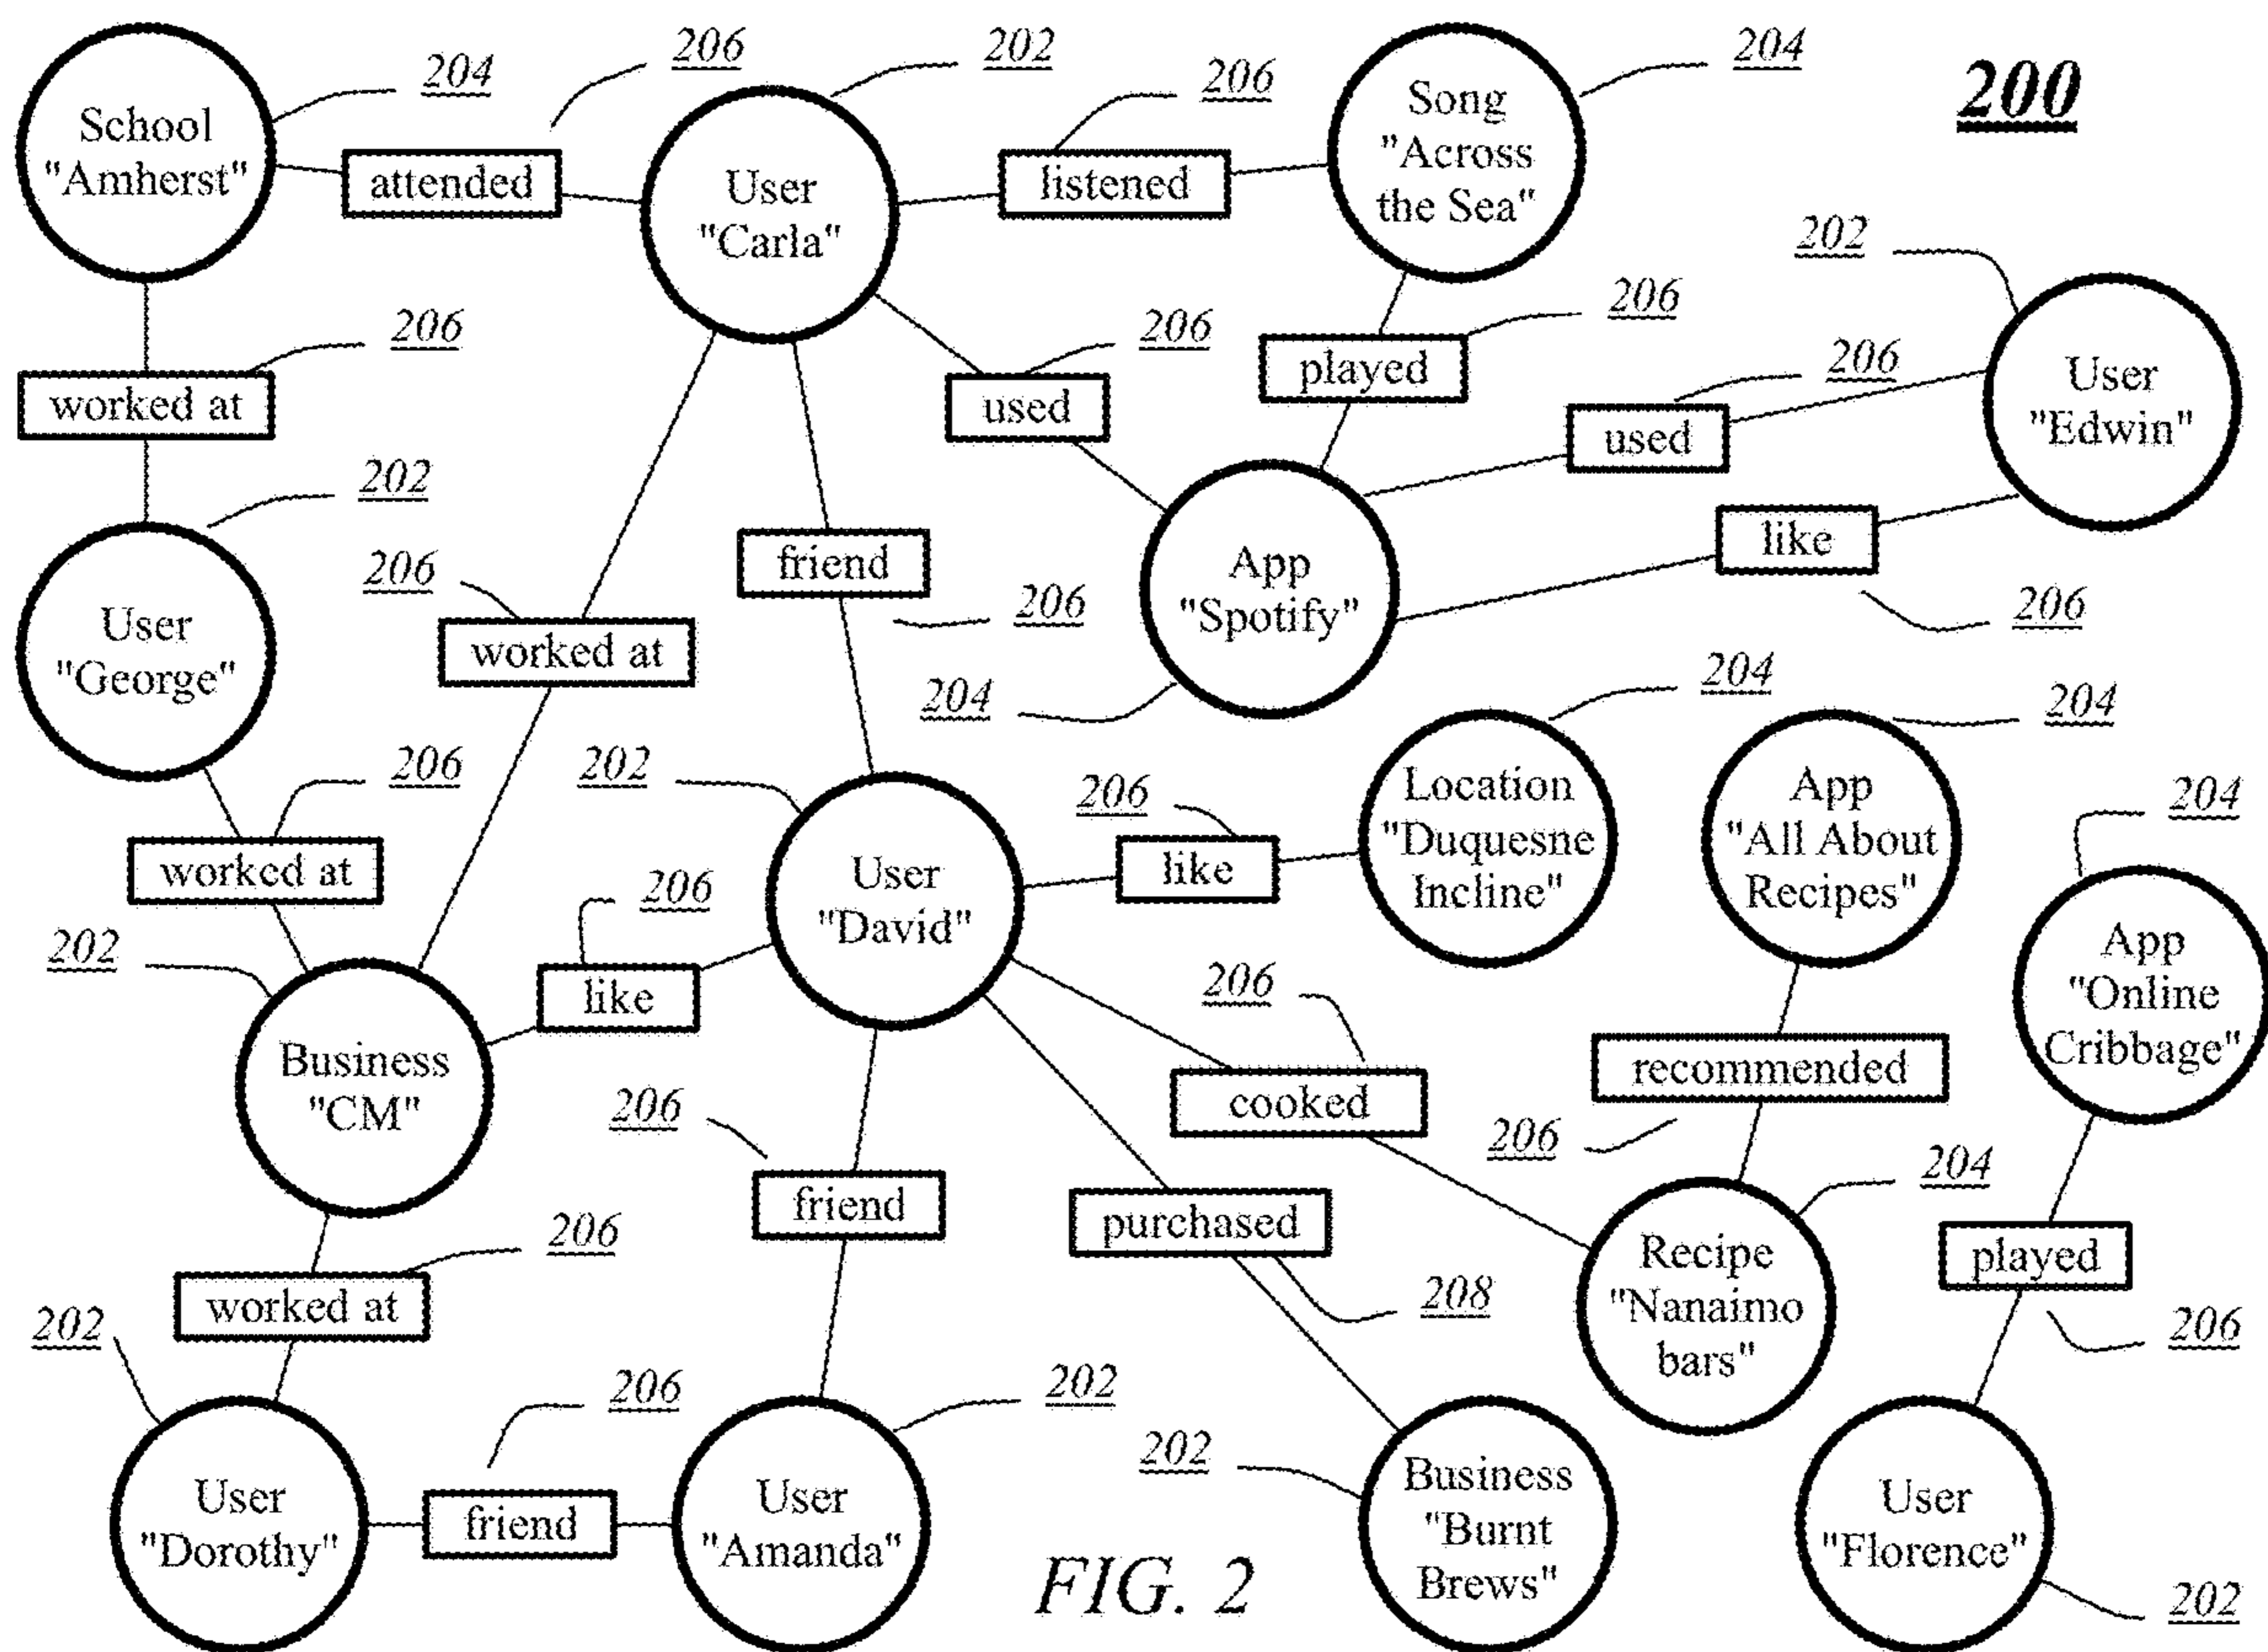 204
206
202
204
200
School
"Amherst"
attended
User
"Carla"
206
listened
Song
"Across
the Sea"
202
206
worked at
206
used
206
played
206
used
User
"Edwin"
202
206
friend
206
App
"Spotify"
like
206
User
"George"
worked at
204
204
204
206
202
206
Location
"Duquesne
Incline"
App
"All About
Recipes"
204
worked at
206
User
"David"
like
App
"Online
Cribbage"
202
like
206
Business
"CM"
206
cooked
recommended
206
204
206
friend
purchased
Recipe
"Nanaimo
bars"
played
206
worked at
208
206
202
206
202
User
"Dorothy"
friend
User
"Amanda"
202
Business
"Burnt
Brews"
User
"Florence"
202
FIG. 2